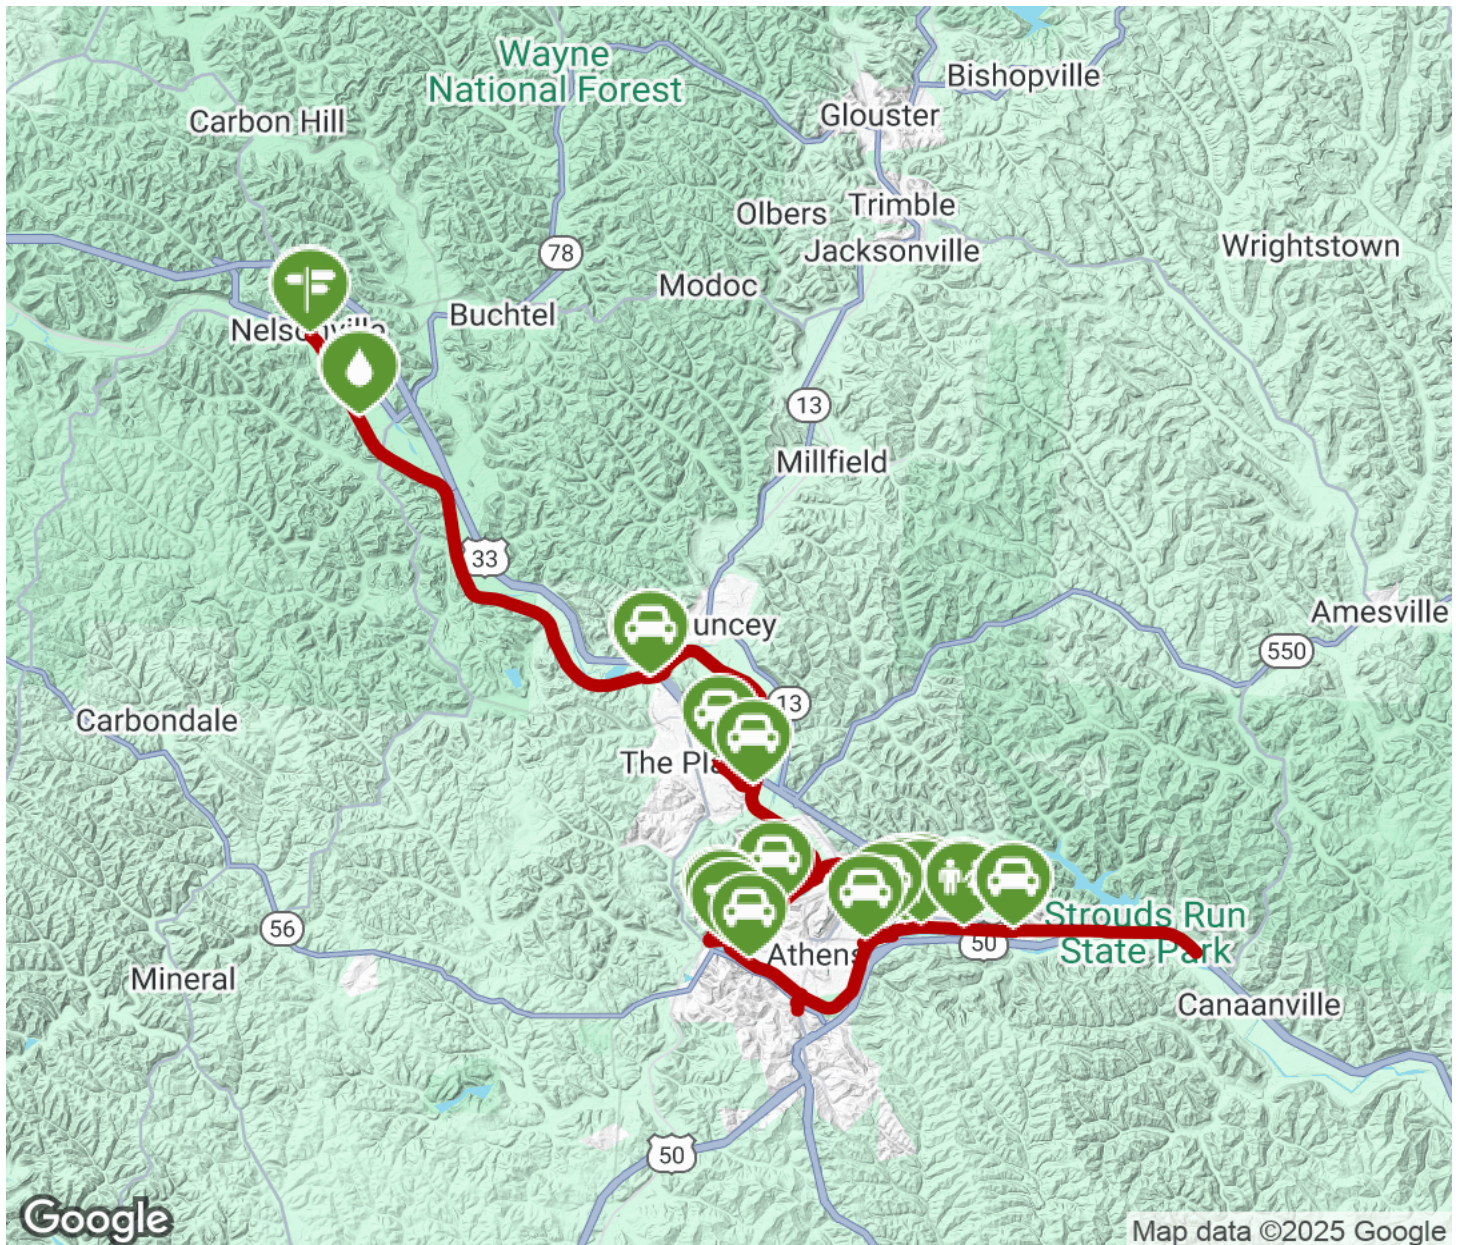 Wayne
National Forest
Bishopville
Glouster
Carbon Hill
Olbers
Trimble
Jacksonville
Wrightstown
78
Modoc
Buchtel
Nelsonville
13
Millfield
33
uncey
Amesville
550
13
Carbondale
The Pla
Strouds Run
State Park
56
50
Athens
Mineral
Canaanville
50
Google
Map data ©2025 Google